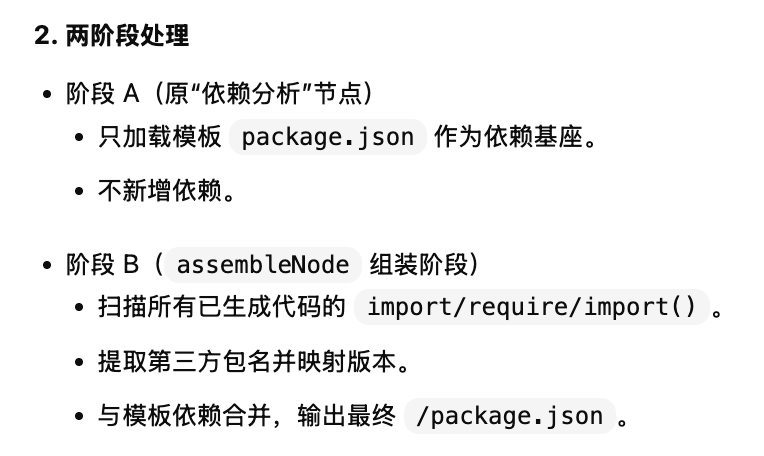 2. 两阶段处理
• 阶段 A（原“依赖分析”节点）
• 只加载模板 package.json 作为依赖基座。
• 不新增依赖。
• 阶段 B（ assembleNode 组装阶段）
• 扫描所有已生成代码的 import/require/import() 。
• 提取第三方包名并映射版本。
• 与模板依赖合并，输出最终 /package.json 。